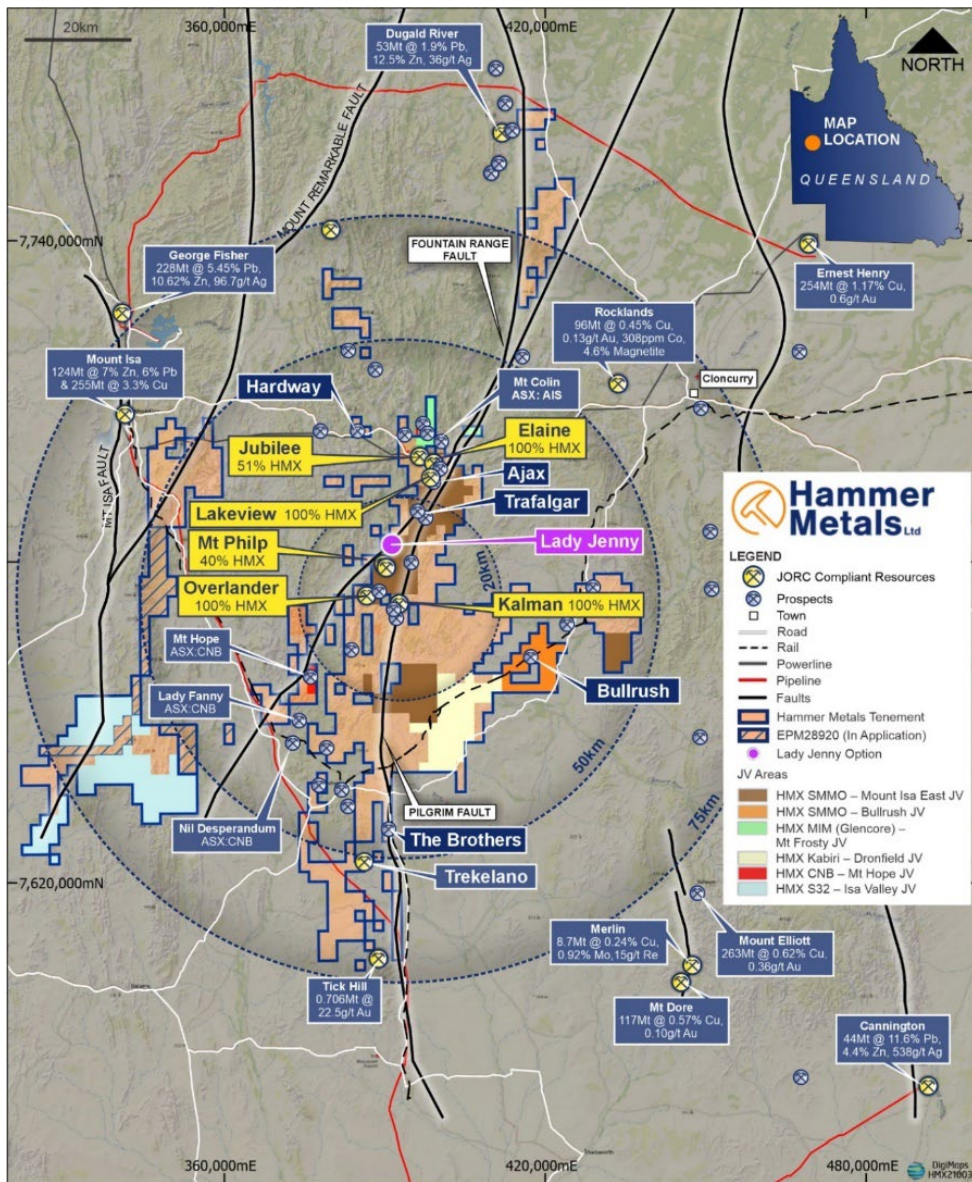 360,000mE
420,000mE
20km
Dugald River
53Mt @ 1.9% Pb,
12.5% Zn, 36g/t Ag
NORTH
MAP
LOCATION
QUEENSLAND
MOUNT REMARKABLE FAULT
7,740,000mN
FOUNTAIN RANGE
FAULT
George Fisher
228Mt @ 5.45% Pb,
10.62% Zn, 96.7g/t Ag
Ernest Henry
254Mt @ 1.17% Cu,
0.6g/t Au
Rocklands
96Mt @ 0.45% Cu,
0.13g/t Au, 308ppm Co,
4.6% Magnetite
Mount Isa
124Mt @ 7% Zn, 6% Pb
& 255Mt @ 3.3% Cu
Hardway
Mt Colin
ASX: AIS
Cloncurry
Jubilee
51% HMX
Elaine
100% HMX
Ajax
MT ISA FAULT
Lakeview 100% HMX
Trafalgar
Mt Philp
40% HMX
Lady Jenny
20km
Overlander
100% HMX
Kalman 100% HMX
Mt Hope
ASX:CNB
Bullrush
Lady Fanny
ASX:CNB
50km
75km
Nil Desperandum
ASX:CNB
PILGRIM FAULT
The Brothers
Trekelano
7,620,000mN
Hammer
Metals Ltd
LEGEND
JORC Compliant Resources
Prospects
Town
Road
Rail
Powerline
Pipeline
Faults
Hammer Metals Tenement
EPM28920 (In Application)
Lady Jenny Option
JV Areas
HMX SMMO – Mount Isa East JV
HMX SMMO – Bullrush JV
HMX MIM (Glencore) –
Mt Frosty JV
HMX Kabiri – Dronfield JV
HMX CNB – Mt Hope JV
HMX S32 – Isa Valley JV
Merlin
8.7Mt @ 0.24% Cu,
0.92% Mo,15g/t Re
Mount Elliott
263Mt @ 0.62% Cu,
0.36g/t Au
Tick Hill
0.706Mt @
22.5g/t Au
Mt Dore
117Mt @ 0.57% Cu,
0.10g/t Au
Cannington
44Mt @ 11.6% Pb,
4.4% Zn, 538g/t Ag
360,000mE
420,000mE
480,000mE
DigiMaps
HMX21003